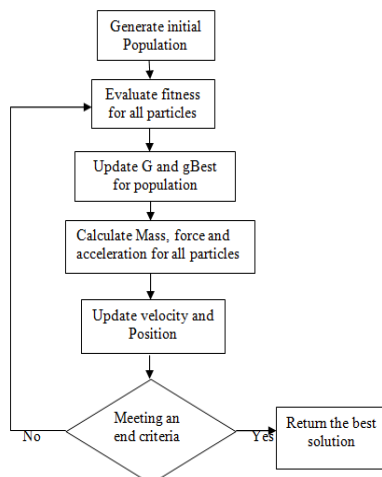 Generate initial
Population
Evaluate fitness
for all particles
Update G and gBest
for population
Calculate Mass, force and
acceleration for all particles
Update velocity and
Position
Meeting an
end criteria
No
Yes
Return the best
solution